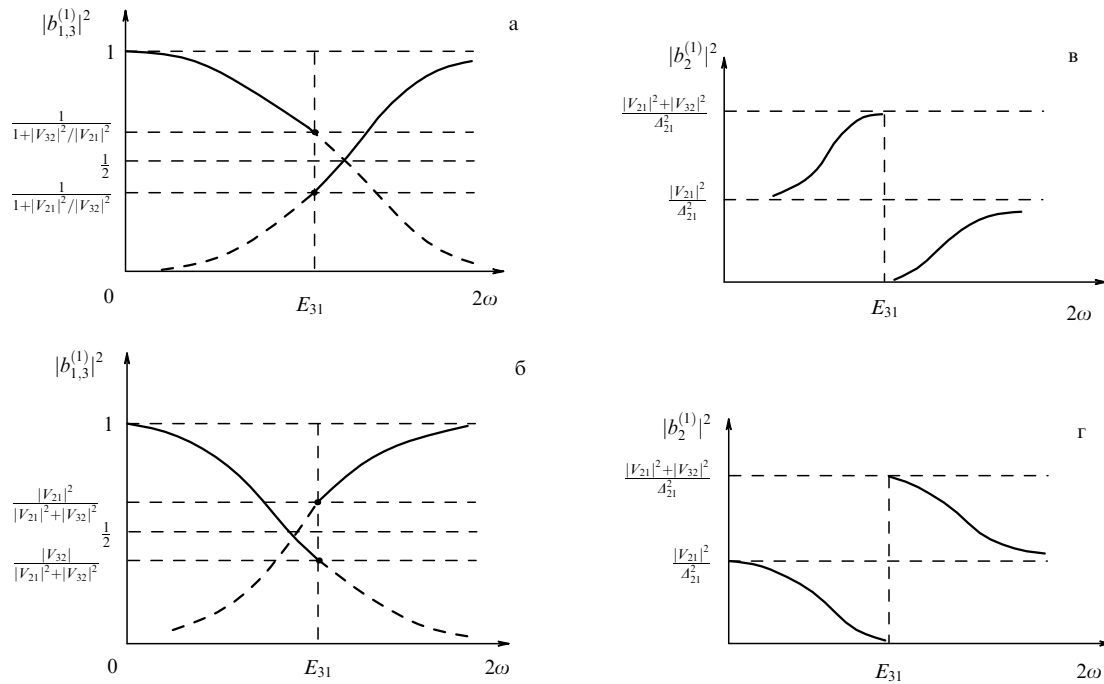 |b_{1,3}^{(1)}|^2
а
1
\frac{1}{1+|V_{32}|^2/|V_{21}|^2}
\frac{1}{2}
\frac{1}{1+|V_{21}|^2/|V_{32}|^2}
0
E_{31}
2ω
|b_2^{(1)}|^2
в
\frac{|V_{21}|^2+|V_{32}|^2}{Δ_{21}^2}
\frac{|V_{21}|^2}{Δ_{21}^2}
E_{31}
2ω
|b_{1,3}^{(1)}|^2
б
1
\frac{|V_{21}|^2}{|V_{21}|^2+|V_{32}|^2}
\frac{1}{2}
\frac{|V_{32}|}{|V_{21}|^2+|V_{32}|^2}
0
E_{31}
2ω
|b_2^{(1)}|^2
г
\frac{|V_{21}|^2+|V_{32}|^2}{Δ_{21}^2}
\frac{|V_{21}|^2}{Δ_{21}^2}
E_{31}
2ω